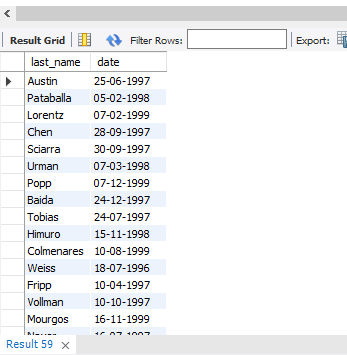 Result Grid Filter Rows: Export:
last_name date
Austin 25-06-1997
Pataballa 05-02-1998
Lorentz 07-02-1999
Chen 28-09-1997
Sciarra 30-09-1997
Urman 07-03-1998
Popp 07-12-1999
Baida 24-12-1997
Tobias 24-07-1997
Himuro 15-11-1998
Colmenares 10-08-1999
Weiss 18-07-1996
Fripp 10-04-1997
Vollman 10-10-1997
Mourgos 16-11-1999
Result 59